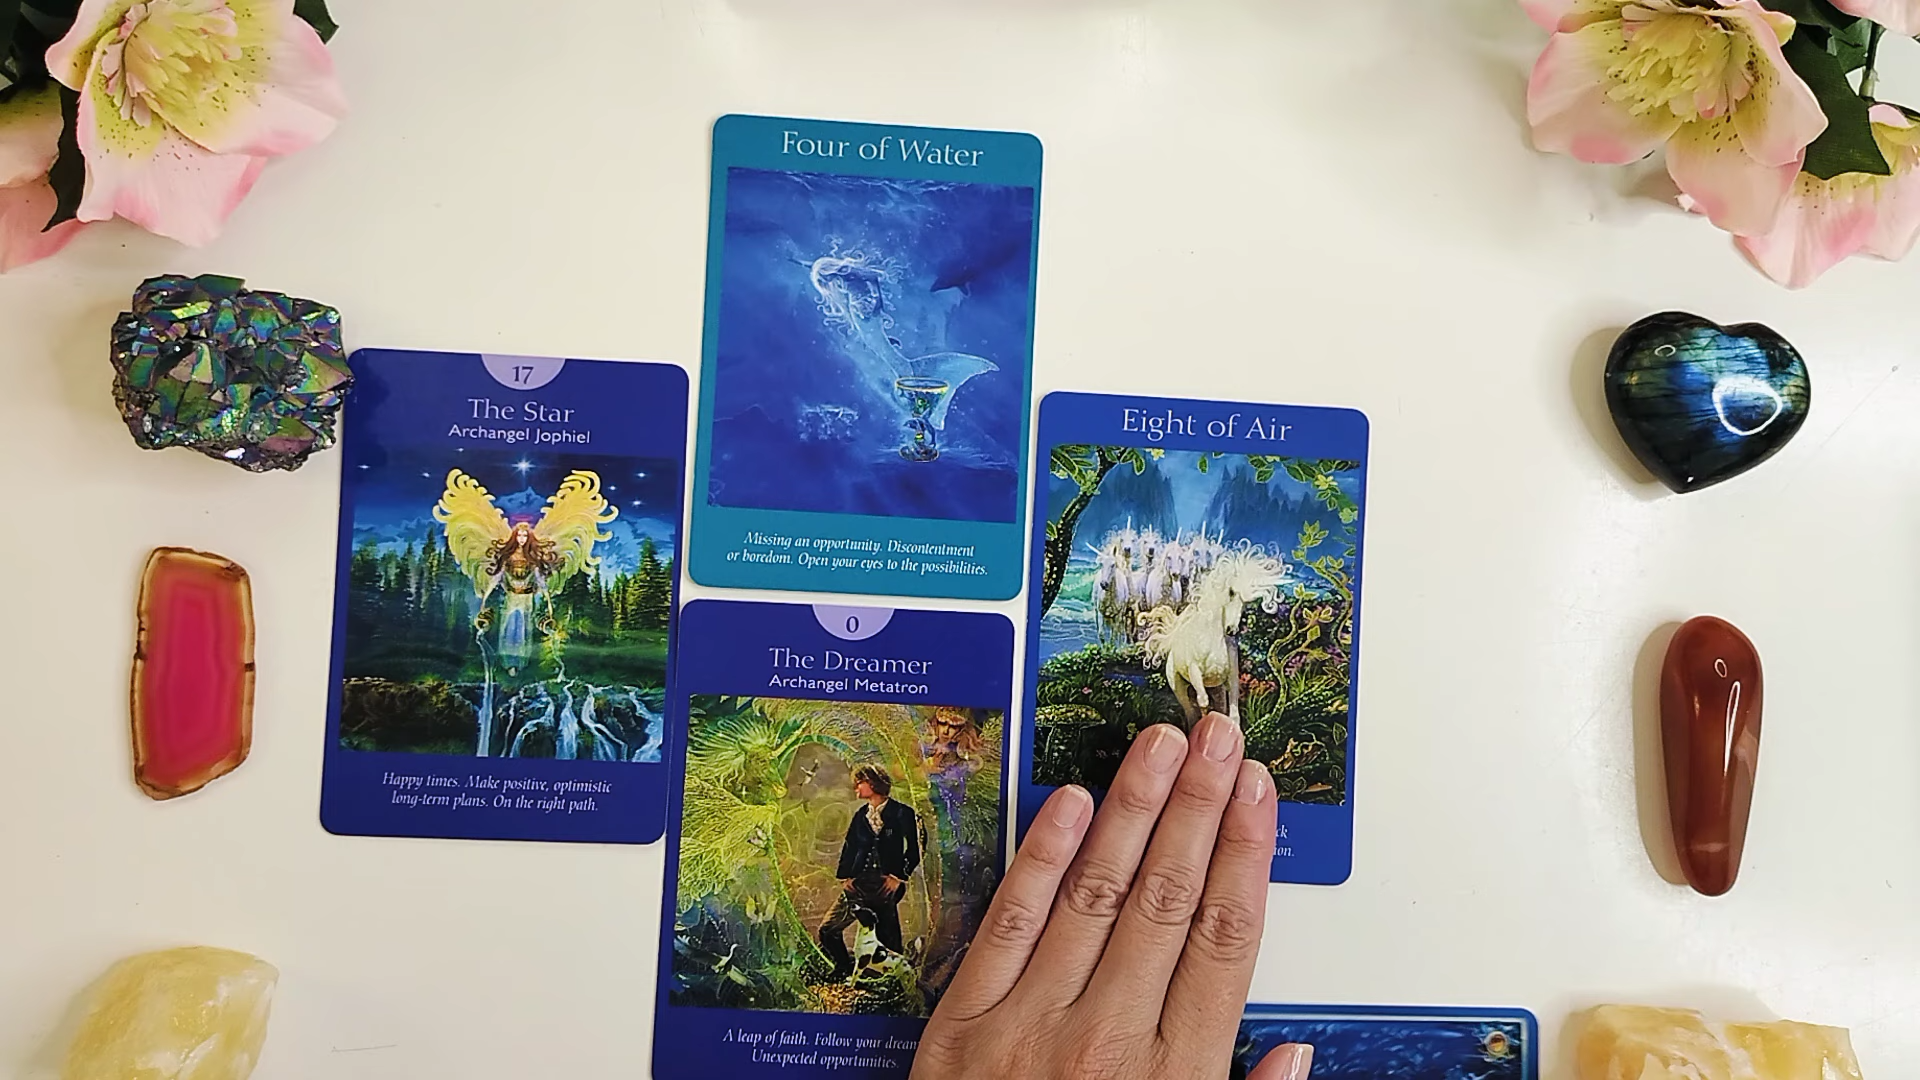 Four of Water
Missing an opportunity. Discontentment
or boredom. Open your eyes to the possibilities.
17
The Star
Archangel Jophiel
Happy times. Make positive, optimistic
long-term plans. On the right path.
Eight of Air
0
The Dreamer
Archangel Metatron
A leap of faith. Follow your
Unexpected opportunities.